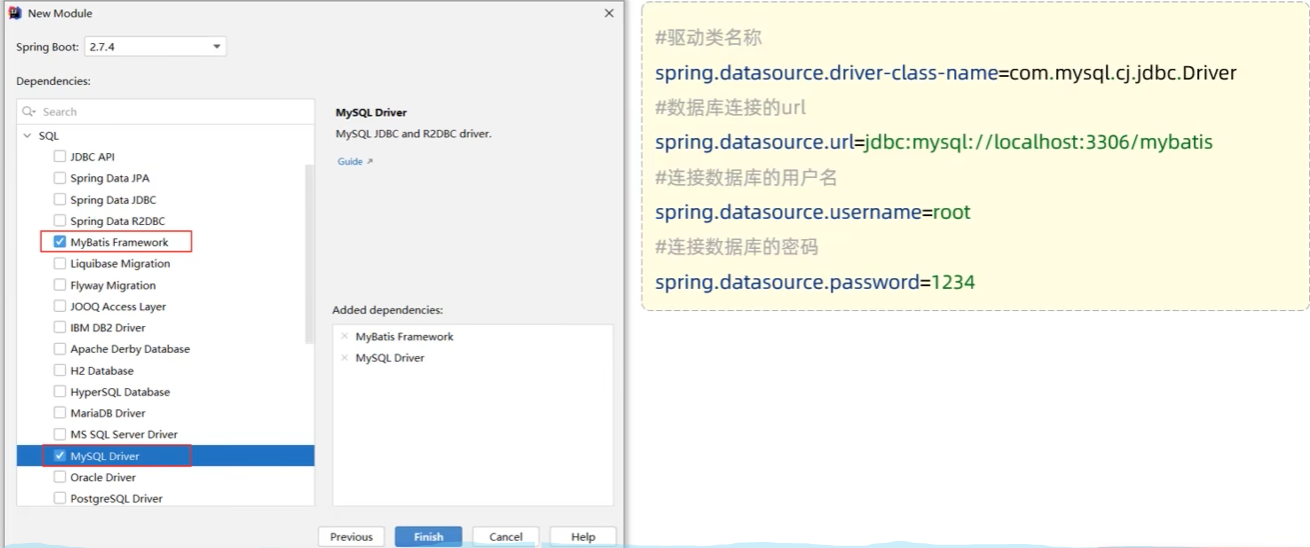 New Module
Spring Boot: 2.7.4
Dependencies:
Search
SQL
JDBC API
Spring Data JPA
Spring Data JDBC
Spring Data R2DBC
MyBatis Framework
Liquibase Migration
Flyway Migration
JOOQ Access Layer
IBM DB2 Driver
Apache Derby Database
H2 Database
HyperSQL Database
MariaDB Driver
MS SQL Server Driver
MySQL Driver
Oracle Driver
PostgreSQL Driver
MySQL Driver
MySQL JDBC and R2DBC driver.
Guide ↗
Added dependencies:
× MyBatis Framework
× MySQL Driver
Previous Finish Cancel Help
#驱动类名称
spring.datasource.driver-class-name=com.mysql.cj.jdbc.Driver
#数据库连接的url
spring.datasource.url=jdbc:mysql://localhost:3306/mybatis
#连接数据库的用户名
spring.datasource.username=root
#连接数据库的密码
spring.datasource.password=1234